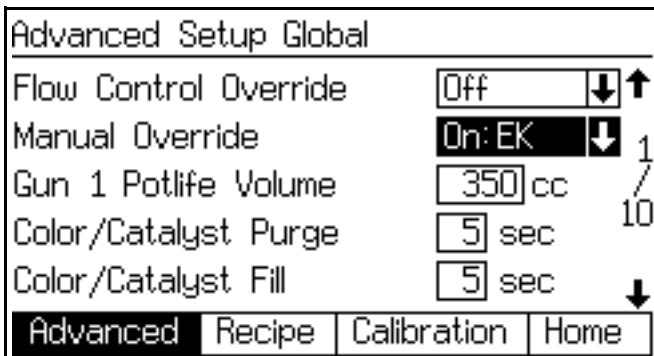 Advanced Setup Global
Flow Control Override Off
Manual Override On: EK
Gun 1 Potlife Volume 350 cc
Color/Catalyst Purge 5 sec
Color/Catalyst Fill 5 sec
1/10
Advanced Recipe Calibration Home